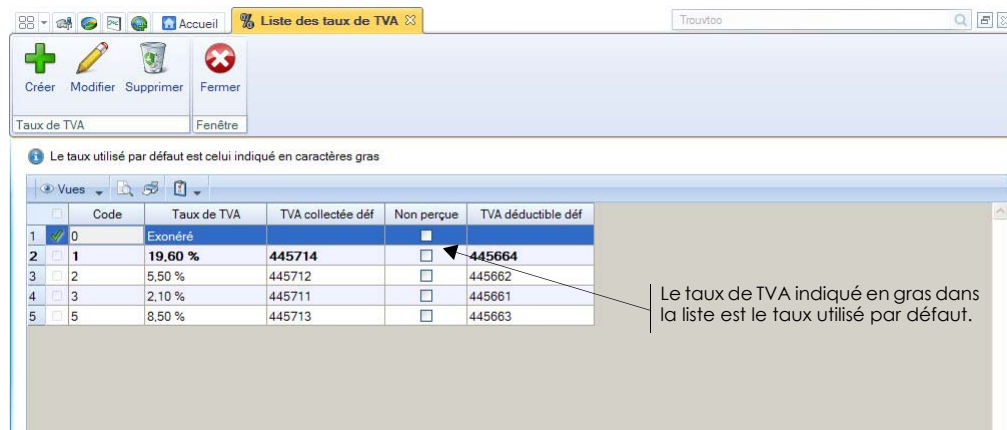 Accueil
Liste des taux de TVA
Trouvtoo
Créer Modifier Supprimer Fermer
Taux de TVA Fenêtre
Le taux utilisé par défaut est celui indiqué en caractères gras
Vues
Code Taux de TVA TVA collectée déf Non perçue TVA déductible déf
1 0 Exonéré
2 1 19,60 % 445714 445664
3 2 5,50 % 445712 445662
4 3 2,10 % 445711 445661
5 5 8,50 % 445713 445663
Le taux de TVA indiqué en gras dans
la liste est le taux utilisé par défaut.